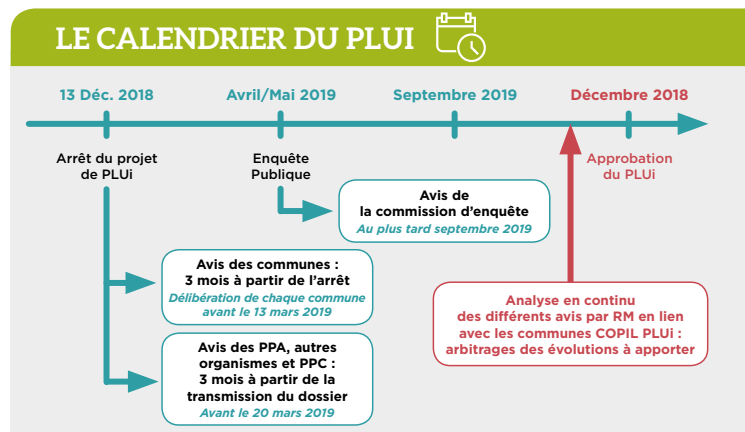 LE CALENDRIER DU PLUI
13 Déc. 2018
Avril/Mai 2019
Septembre 2019
Décembre 2018
Arrêt du projet
de PLUi
Enquête
Publique
Approbation
du PLUi
Avis de
la commission d'enquête
Au plus tard septembre 2019
Avis des communes :
3 mois à partir de l'arrêt
Délibération de chaque commune
avant le 13 mars 2019
Avis des PPA, autres
organismes et PPC :
3 mois à partir de la
transmission du dossier
Avant le 20 mars 2019
Analyse en continu
des différents avis par RM en lien
avec les communes COPIL PLUi :
arbitrages des évolutions à apporter